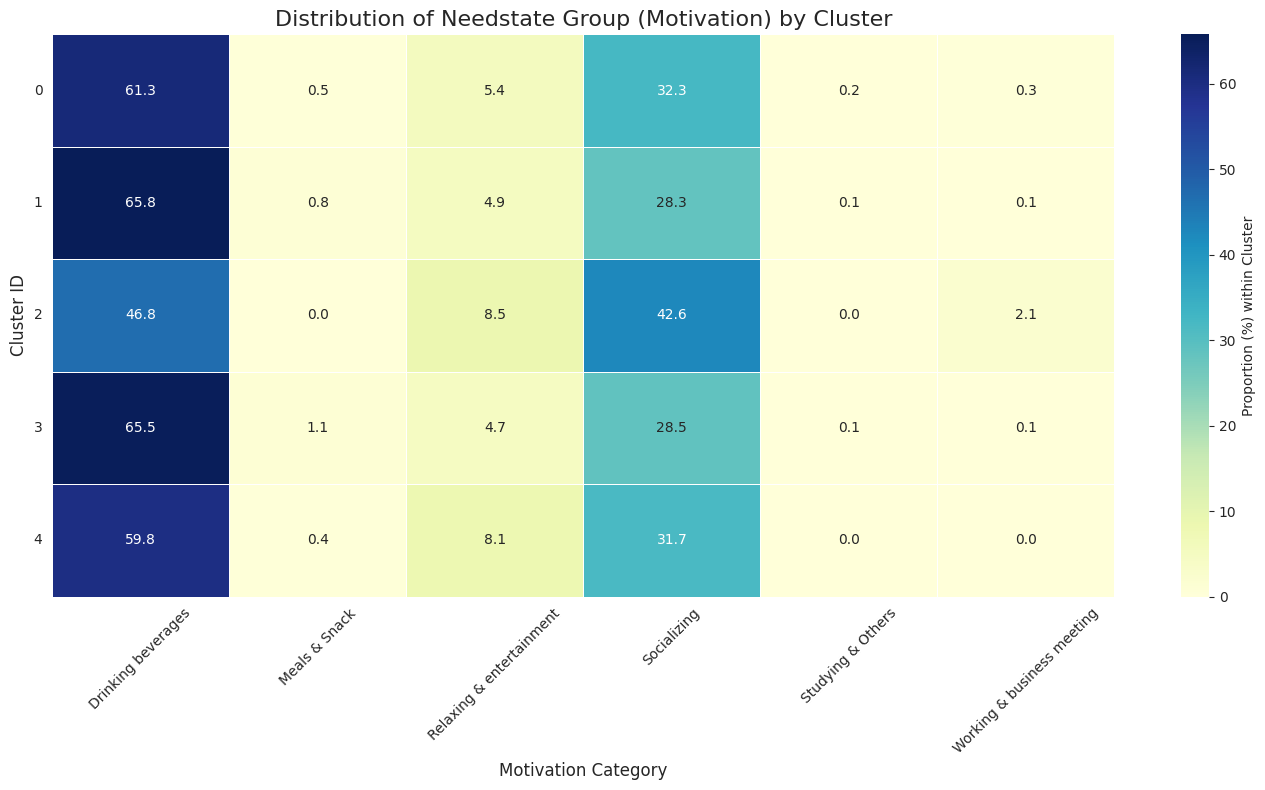 Distribution of Needstate Group (Motivation) by Cluster
Cluster ID
0 61.3 0.5 5.4 32.3 0.2 0.3
1 65.8 0.8 4.9 28.3 0.1 0.1
2 46.8 0.0 8.5 42.6 0.0 2.1
3 65.5 1.1 4.7 28.5 0.1 0.1
4 59.8 0.4 8.1 31.7 0.0 0.0
Drinking beverages
Meals & Snack
Relaxing & entertainment
Socializing
Studying & Others
Working & business meeting
Motivation Category
60
50
40
30
20
10
0
Proportion (%) within Cluster